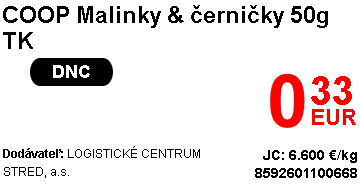 COOP Malinky & černičky 50g
TK
DNC
0 33
EUR
Dodávateľ: LOGISTICKÉ CENTRUM
STRED, a.s.
JC: 6.600 €/kg
8592601100668